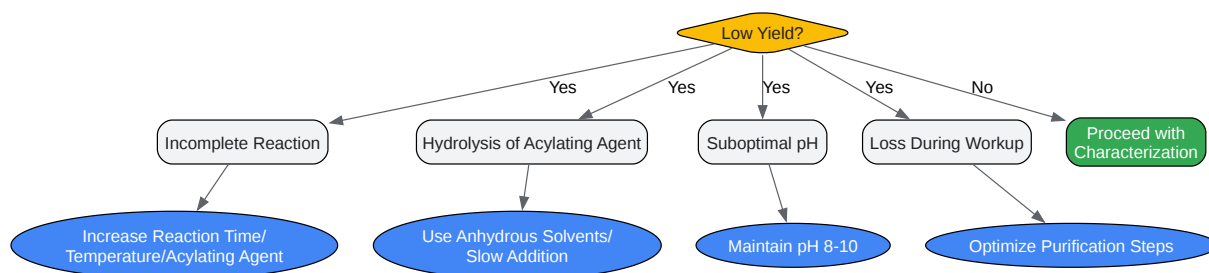 Low Yield?
Yes
Yes
Yes
Yes
No
Incomplete Reaction
Hydrolysis of Acylating Agent
Suboptimal pH
Loss During Workup
Proceed with
Characterization
Increase Reaction Time/
Temperature/Acylating Agent
Use Anhydrous Solvents/
Slow Addition
Maintain pH 8-10
Optimize Purification Steps